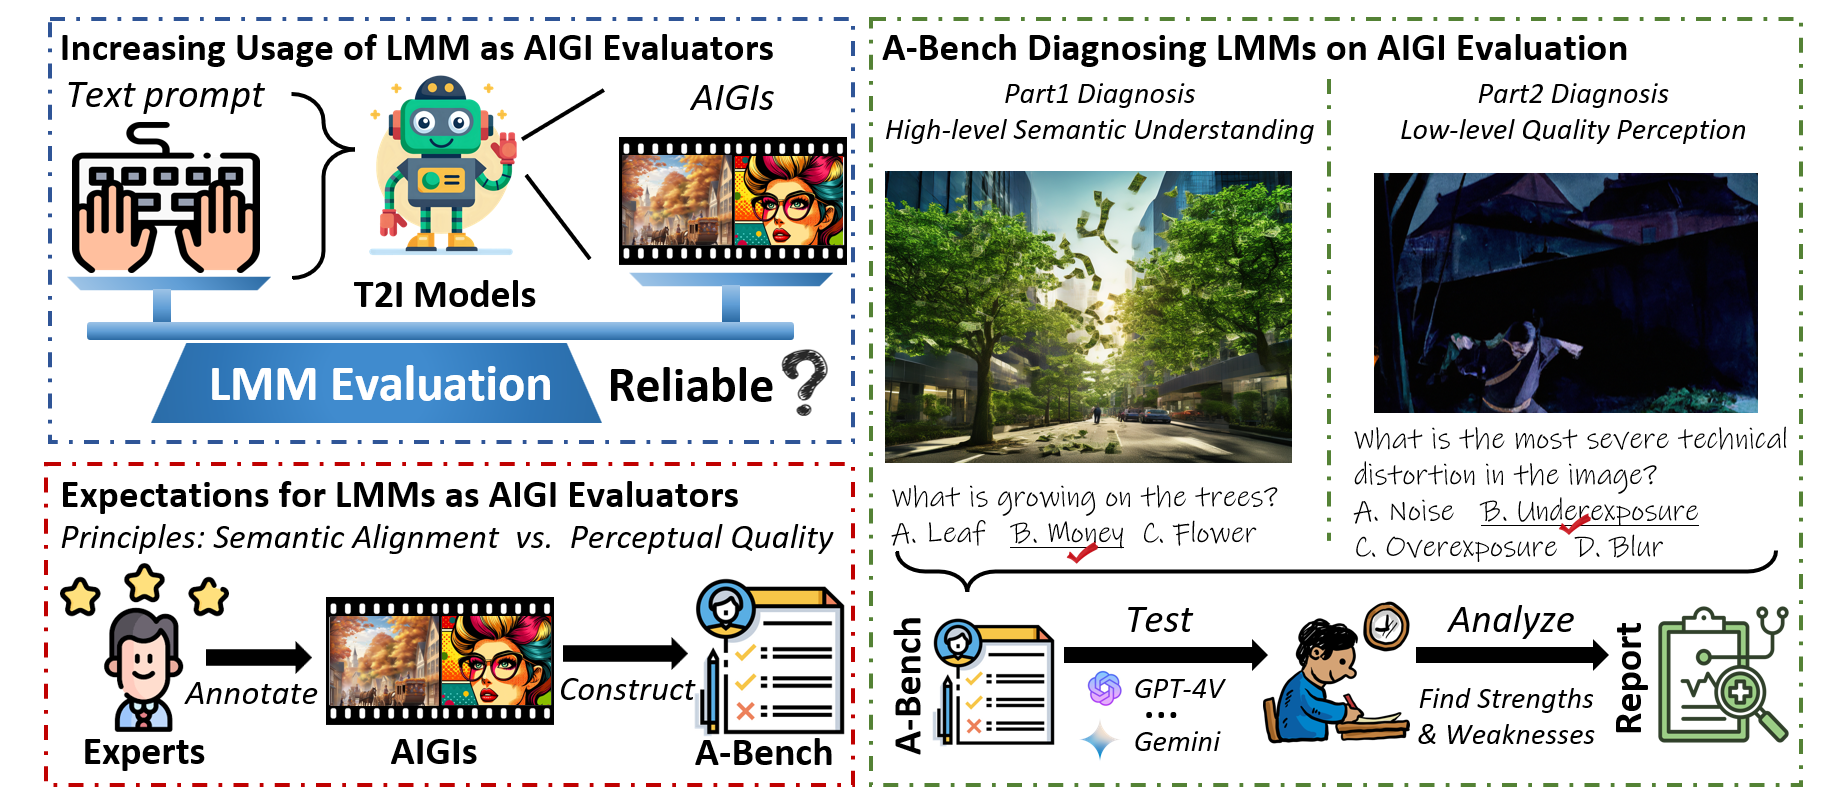 Increasing Usage of LMM as AIGI Evaluators
Text prompt
AIGIs
T2I Models
LMM Evaluation
Reliable ?
Expectations for LMMs as AIGI Evaluators
Principles: Semantic Alignment vs. Perceptual Quality
Annotate
Construct
Experts
AIGIs
A-Bench
A-Bench Diagnosing LMMs on AIGI Evaluation
Part1 Diagnosis
High-level Semantic Understanding
What is growing on the trees?
A. Leaf B. Money C. Flower
Part2 Diagnosis
Low-level Quality Perception
What is the most severe technical
distortion in the image?
A. Noise B. Underexposure
C. Overexposure D. Blur
A-Bench
Test
GPT-4V
...
Gemini
Analyze
Find Strengths
& Weaknesses
Report